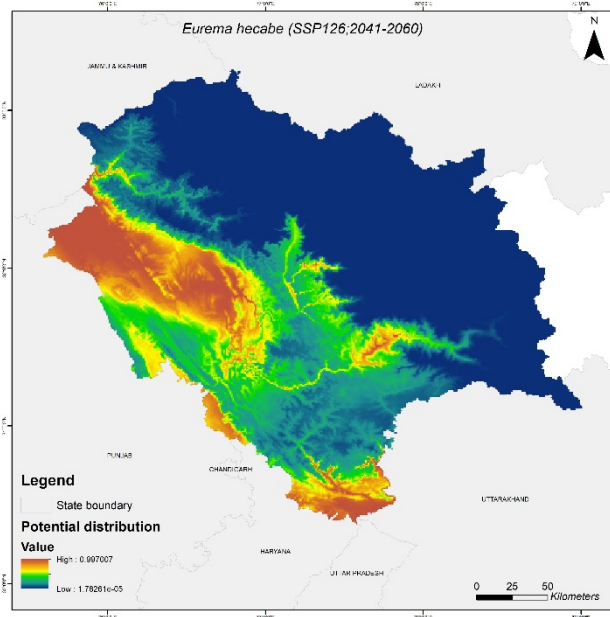 Eurema hecabe (SSP126;2041-2060)
N
JAMMU & KASHMIR
LADAKH
PUNJAB
CHANDIGARH
UTTARAKHAND
HARYANA
UTTAR PRADESH
Legend
State boundary
Potential distribution
Value
High : 0.997007
Low : 1.76261e-05
0 25 50
Kilometers